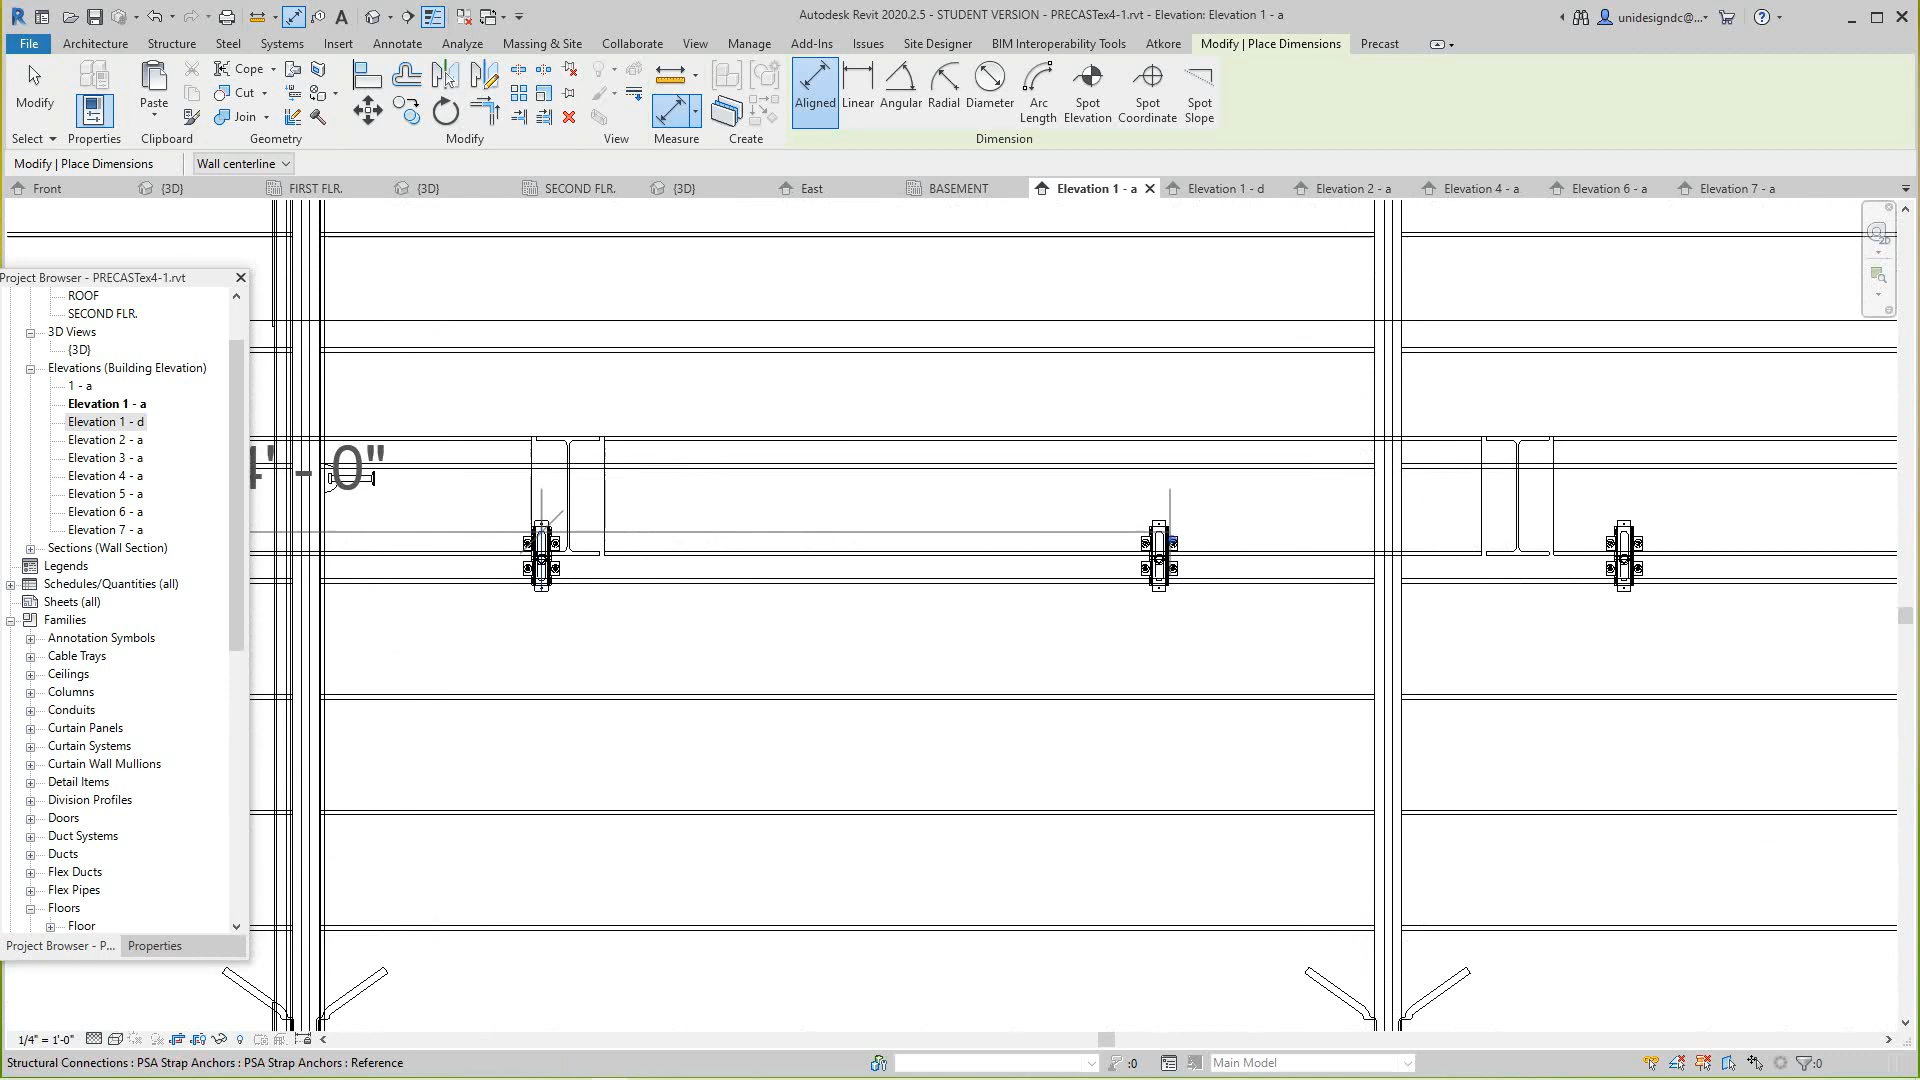 Autodesk Revit 2020.2.5 - STUDENT VERSION - PRECASTex4-1.rvt - Elevation: Elevation 1 - a
unidesigndc@...
File Architecture Structure Steel Systems Insert Annotate Analyze Massing & Site Collaborate View Manage Add-Ins Issues Site Designer BIM Interoperability Tools Atkore Modify | Place Dimensions Precast
Modify
Paste
Cope
Cut
Join
Aligned Linear Angular Radial Diameter Arc Length Spot Elevation Spot Coordinate Spot Slope
Select Properties Clipboard Geometry Modify View Measure Create Dimension
Modify | Place Dimensions Wall centerline
Front {3D} FIRST FLR. {3D} SECOND FLR. {3D} East BASEMENT Elevation 1 - a Elevation 1 - d Elevation 2 - a Elevation 4 - a Elevation 6 - a Elevation 7 - a
2D
Project Browser - PRECASTex4-1.rvt
ROOF
SECOND FLR.
3D Views
{3D}
Elevations (Building Elevation)
1 - a
Elevation 1 - a
Elevation 1 - d
Elevation 2 - a
Elevation 3 - a
Elevation 4 - a
Elevation 5 - a
Elevation 6 - a
Elevation 7 - a
Sections (Wall Section)
Legends
Schedules/Quantities (all)
Sheets (all)
Families
Annotation Symbols
Cable Trays
Ceilings
Columns
Conduits
Curtain Panels
Curtain Systems
Curtain Wall Mullions
Detail Items
Division Profiles
Doors
Duct Systems
Ducts
Flex Ducts
Flex Pipes
Floors
Floor
Project Browser - P... Properties
4' - 0"
1/4" = 1'-0"
Structural Connections : PSA Strap Anchors : PSA Strap Anchors : Reference
:0
Main Model
:0